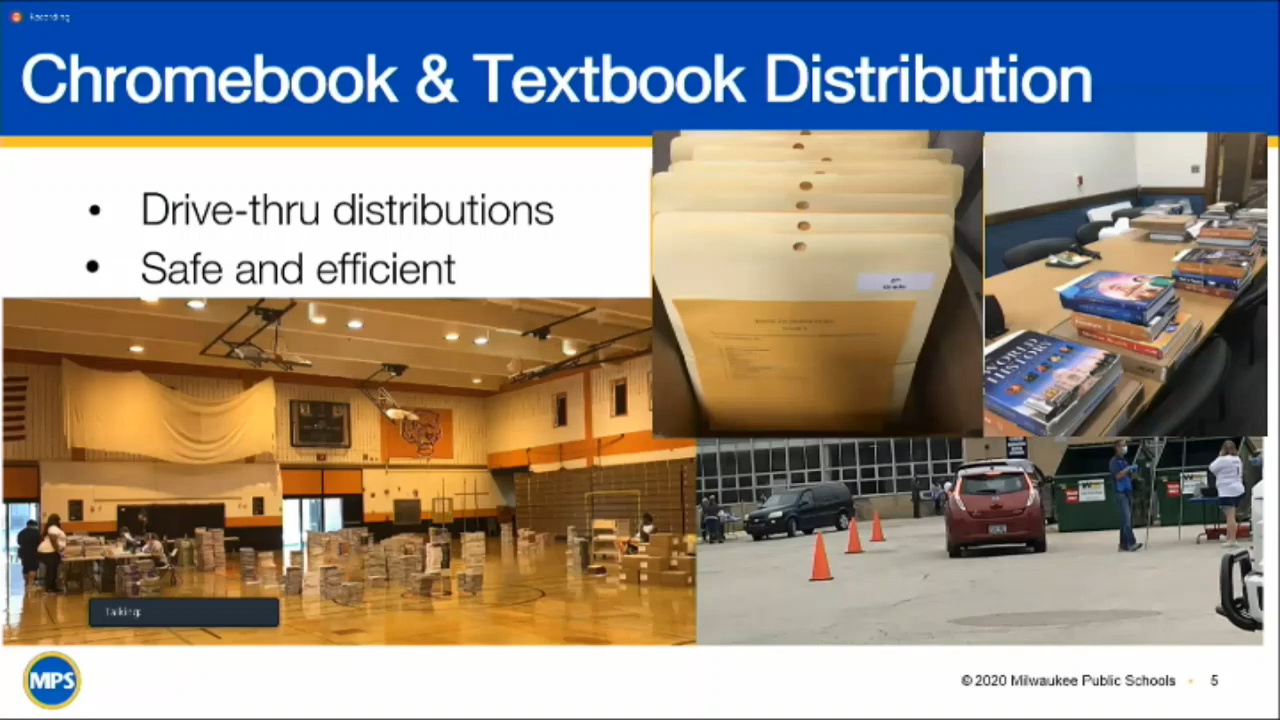 Recording
Chromebook & Textbook Distribution
• Drive-thru distributions
• Safe and efficient
WORLD
HISTORY
Talking:
MPS
© 2020 Milwaukee Public Schools • 5